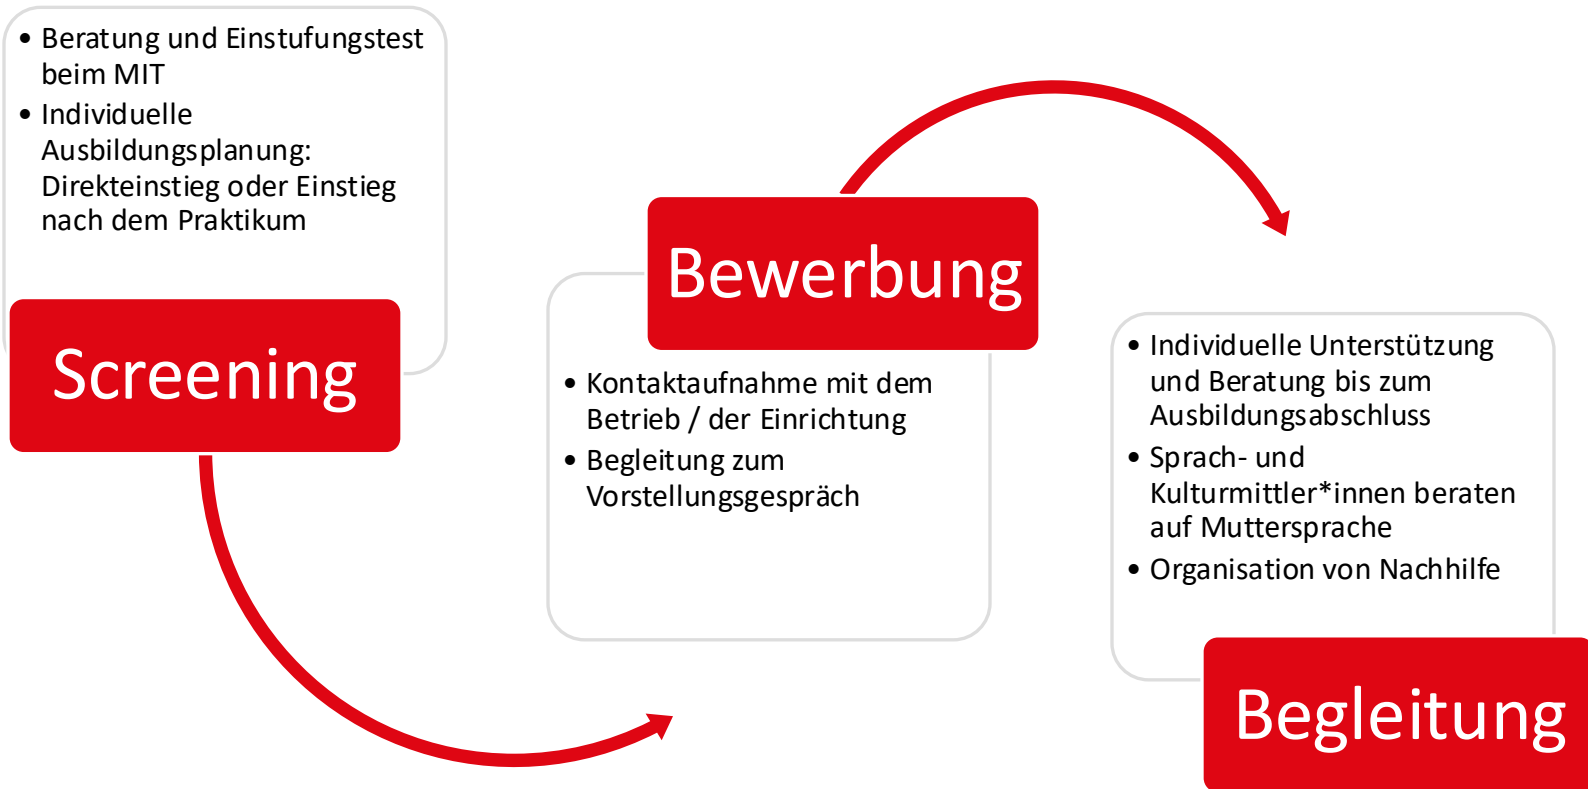 • Beratung und Einstufungstest
beim MIT
• Individuelle
Ausbildungsplanung:
Direkteinstieg oder Einstieg
nach dem Praktikum
Screening
Bewerbung
• Kontaktaufnahme mit dem
Betrieb / der Einrichtung
• Begleitung zum
Vorstellungsgespräch
• Individuelle Unterstützung
und Beratung bis zum
Ausbildungsabschluss
• Sprach- und
Kulturmittler*innen beraten
auf Muttersprache
• Organisation von Nachhilfe
Begleitung